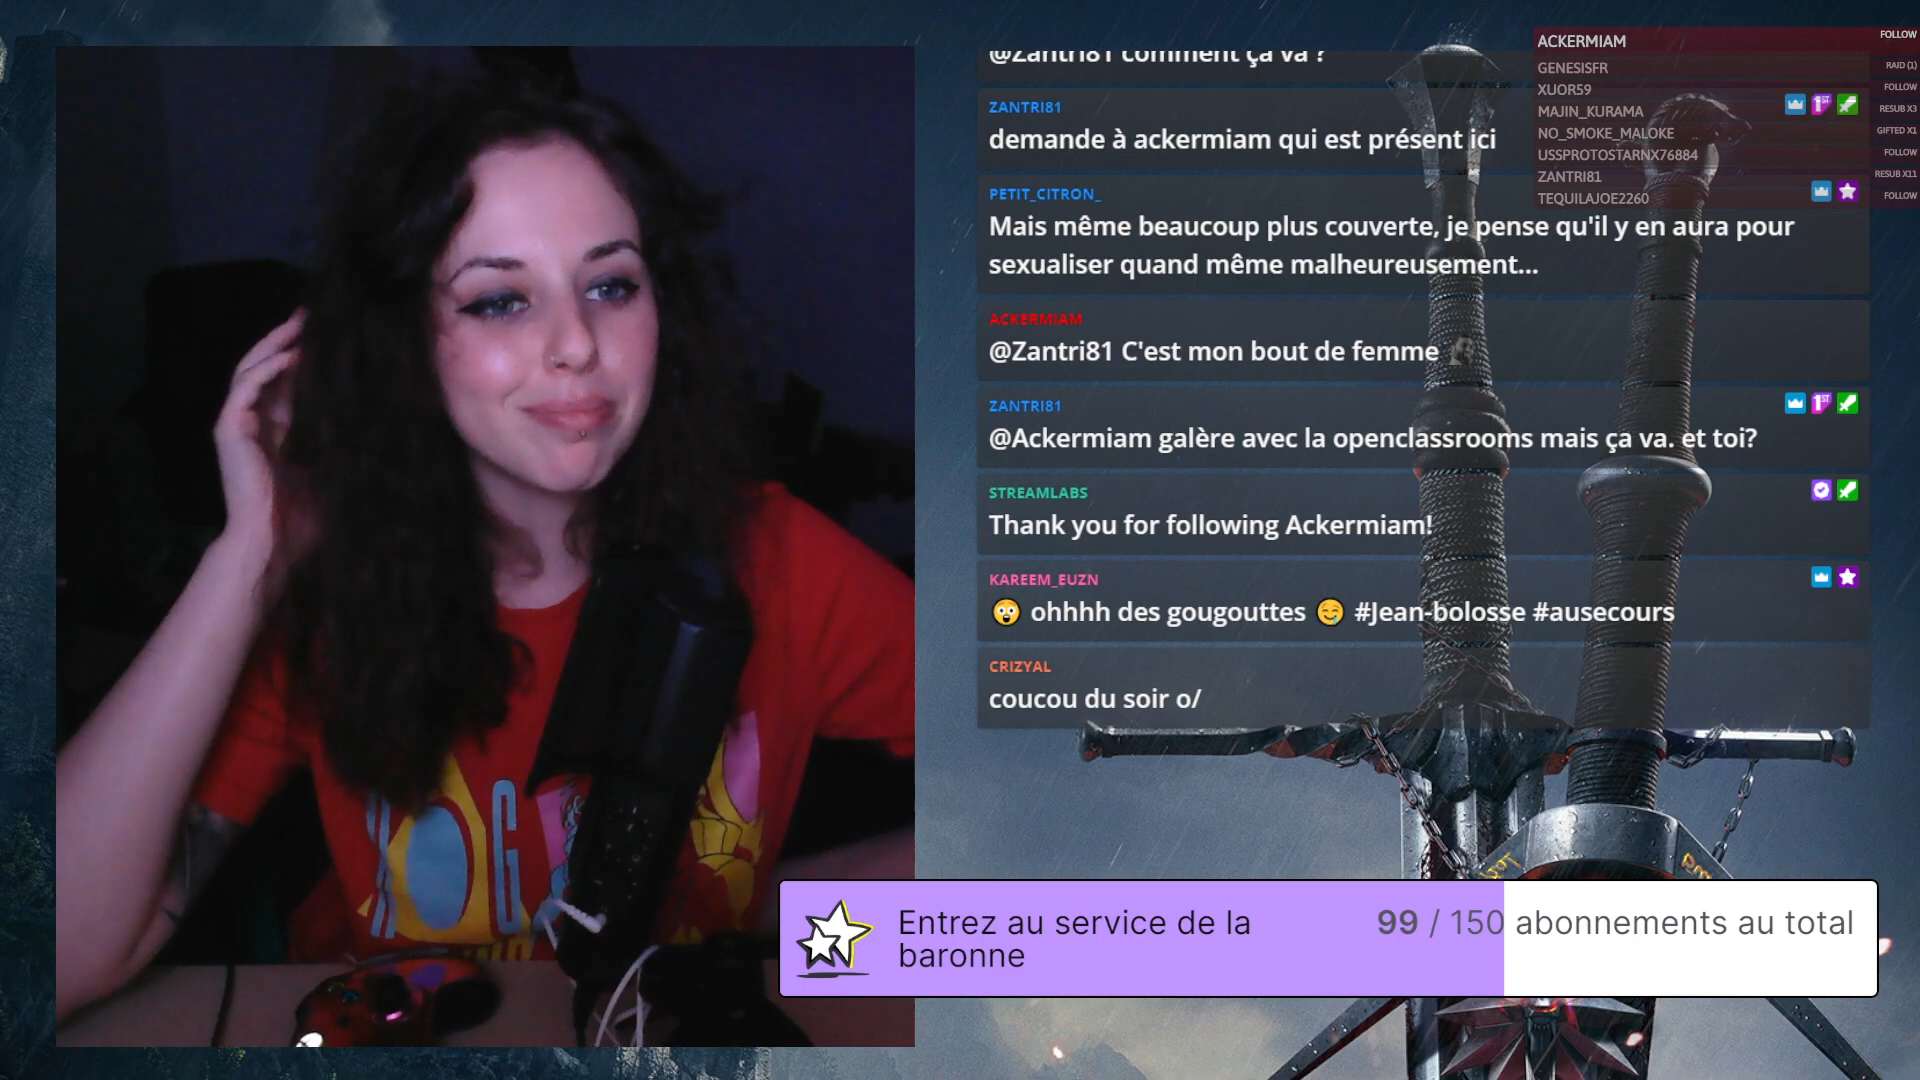 @Zantri81 comment ça va ?
ZANTRI81
demande à ackermiam qui est présent ici
PETIT_CITRON_
Mais même beaucoup plus couverte, je pense qu'il y en aura pour
sexualiser quand même malheureusement...
ACKERMIAM
@Zantri81 C'est mon bout de femme
ZANTRI81
@Ackermiam galère avec la openclassrooms mais ça va. et toi?
STREAMLABS
Thank you for following Ackermiam!
KAREEM_EUZN
😲 ohhhh des gougouttes 🤤 #Jean-bolosse #ausecours
CRIZYAL
coucou du soir o/
ACKERMIAM FOLLOW
GENESISFR RAID (1)
XUOR59 FOLLOW
MAJIN_KURAMA RESUB X3
NO_SMOKE_MALOKE GIFTED X1
USSPROTOSTARNX76884 FOLLOW
ZANTRI81 RESUB X11
TEQUILAJOE2260 FOLLOW
Entrez au service de la
baronne
99 / 150 abonnements au total